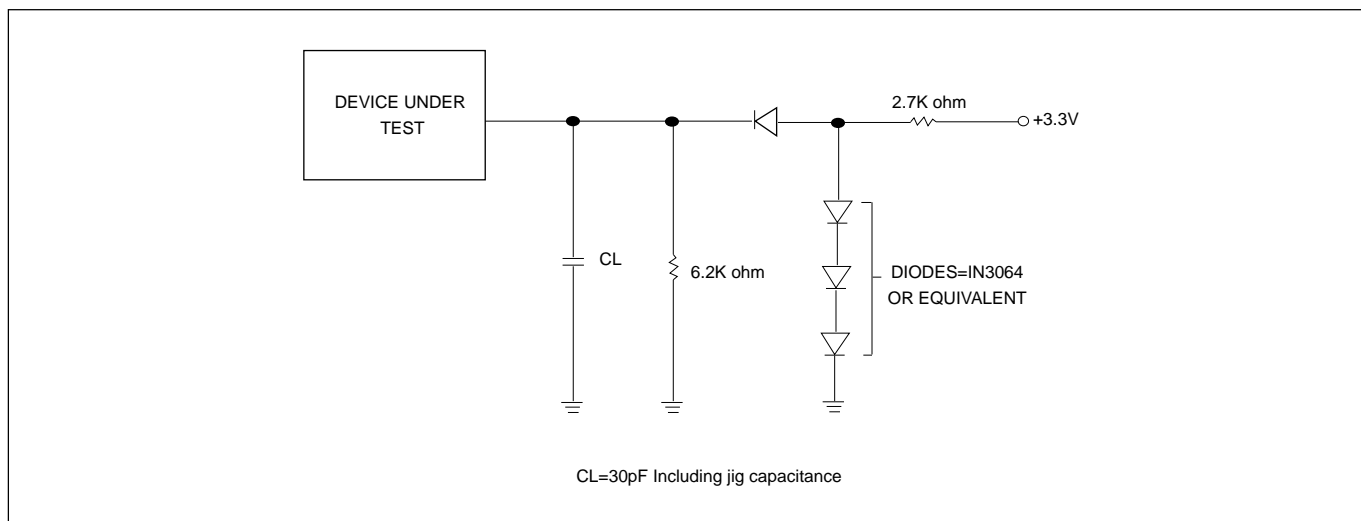 DEVICE UNDER
TEST
2.7K ohm
+3.3V
CL
6.2K ohm
DIODES=IN3064
OR EQUIVALENT
CL=30pF Including jig capacitance